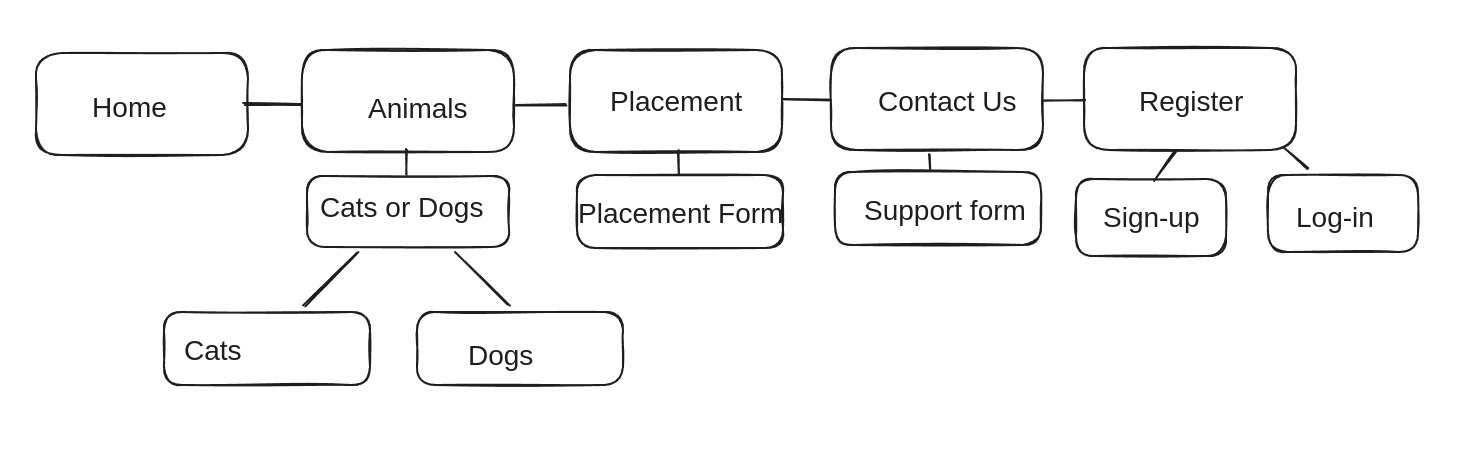 Home
Animals
Placement
Contact Us
Register
Cats or Dogs
Placement Form
Support form
Sign-up
Log-in
Cats
Dogs